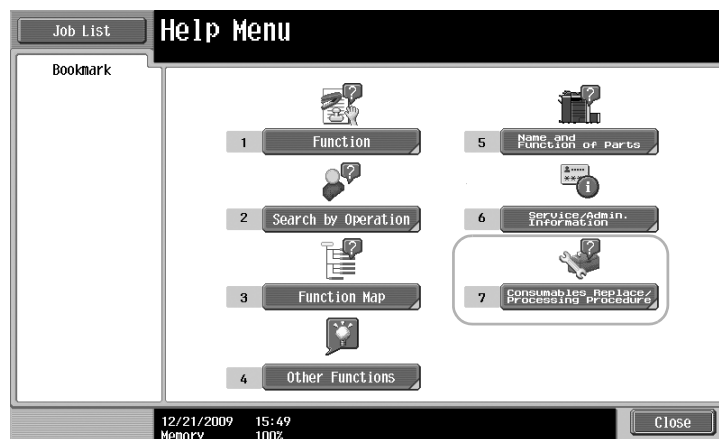 Job List
Help Menu
Bookmark
1 Function
2 Search by Operation
3 Function Map
4 Other Functions
5 Name and
Function of Parts
6 Service/Admin.
Information
7 Consumables Replace/
Processing Procedure
12/21/2009 15:49
Memory 100%
Close